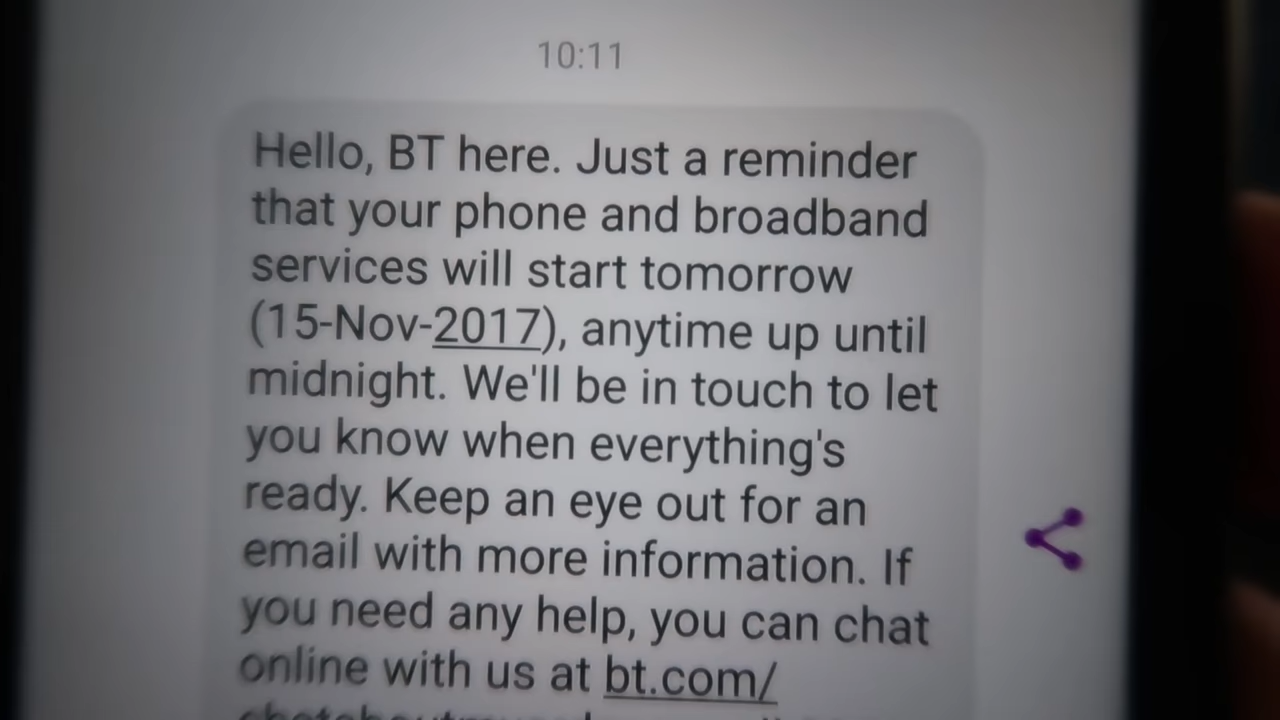 10:11
Hello, BT here. Just a reminder
that your phone and broadband
services will start tomorrow
(15-Nov-2017), anytime up until
midnight. We'll be in touch to let
you know when everything's
ready. Keep an eye out for an
email with more information. If
you need any help, you can chat
online with us at bt.com/